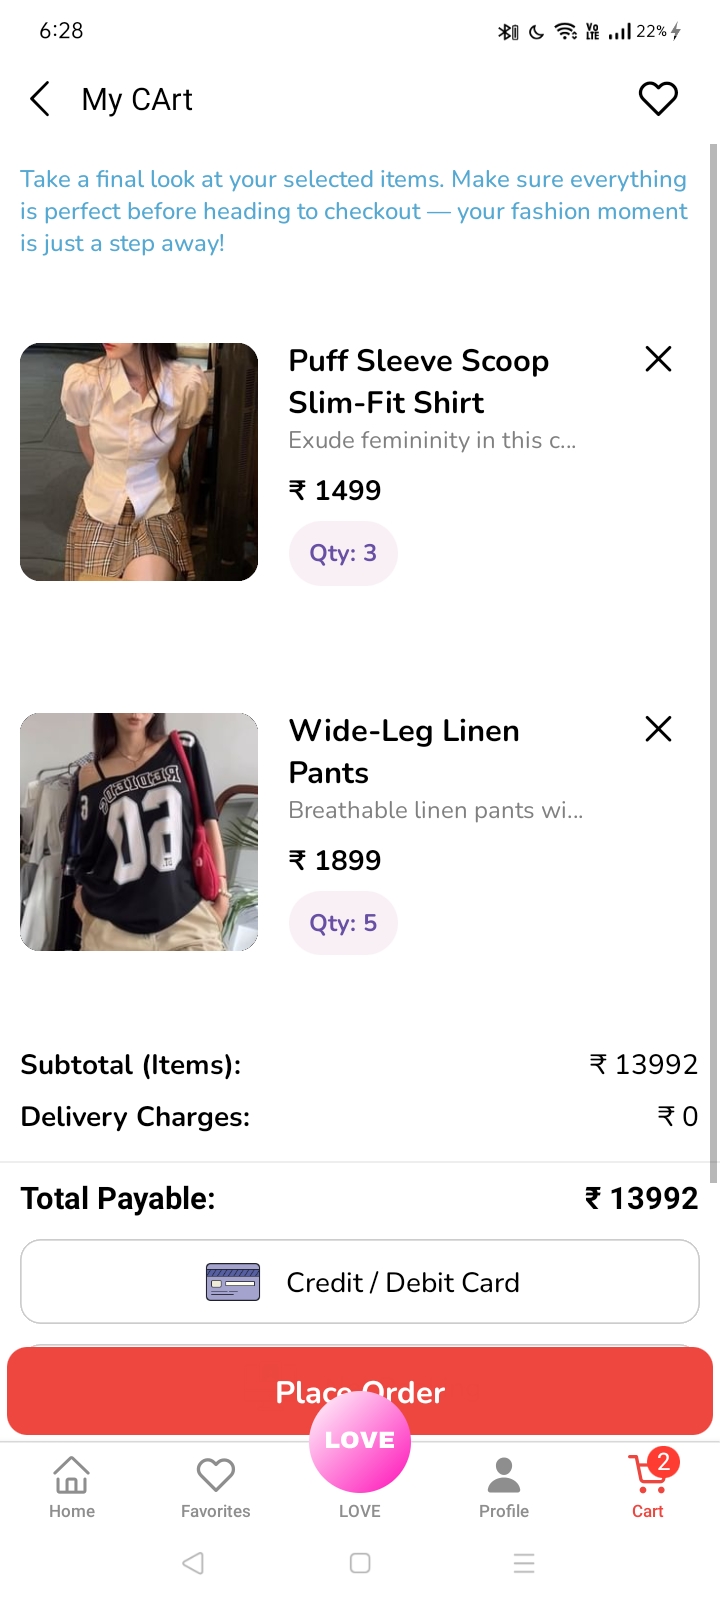 6:28
22%
My CArt
Take a final look at your selected items. Make sure everything
is perfect before heading to checkout — your fashion moment
is just a step away!
Puff Sleeve Scoop
Slim-Fit Shirt
Exude femininity in this c...
₹ 1499
Qty: 3
Wide-Leg Linen
Pants
Breathable linen pants wi...
₹ 1899
Qty: 5
Subtotal (Items): ₹ 13992
Delivery Charges: ₹ 0
Total Payable: ₹ 13992
Credit / Debit Card
Place Order
LOVE
2
Home Favorites LOVE Profile Cart